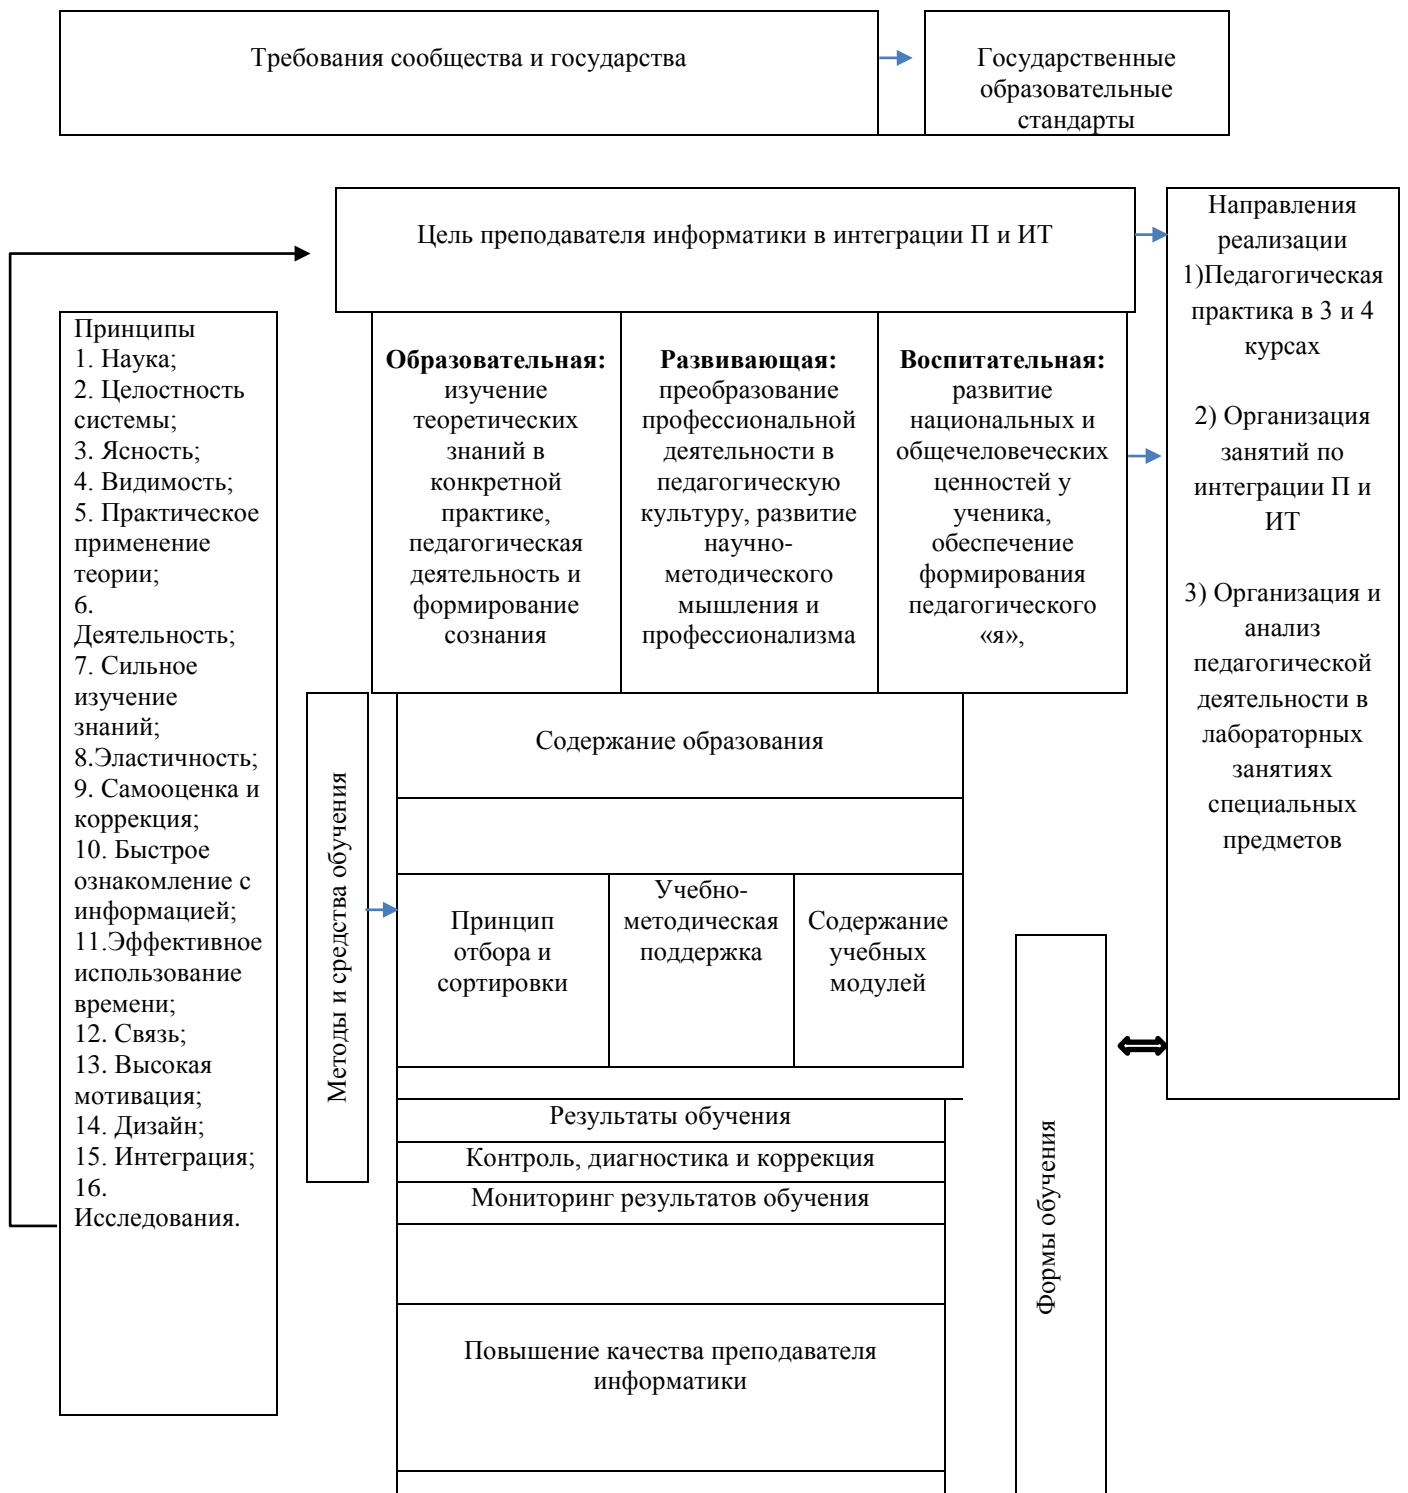 Требования сообщества и государства
Государственные
образовательные
стандарты
Цель преподавателя информатики в интеграции П и ИТ
Направления
реализации
1)Педагогическая
практика в 3 и 4
курсах
2) Организация
занятий по
интеграции П и
ИТ
3) Организация и
анализ
педагогической
деятельности в
лабораторных
занятиях
специальных
предметов
Принципы
1. Наука;
2. Целостность
системы;
3. Ясность;
4. Видимость;
5. Практическое
применение
теории;
6.
Деятельность;
7. Сильное
изучение
знаний;
8.Эластичность;
9. Самооценка и
коррекция;
10. Быстрое
ознакомление с
информацией;
11.Эффективное
использование
времени;
12. Связь;
13. Высокая
мотивация;
14. Дизайн;
15. Интеграция;
16.
Исследования.
Образовательная:
изучение
теоретических
знаний в
конкретной
практике,
педагогическая
деятельность и
формирование
сознания
Развивающая:
преобразование
профессиональной
деятельности в
педагогическую
культуру, развитие
научно-
методического
мышления и
профессионализма
Воспитательная:
развитие
национальных и
общечеловеческих
ценностей у
ученика,
обеспечение
формирования
педагогического
«я»,
Методы и средства обучения
Содержание образования
Принцип
отбора и
сортировки
Учебно-
методическая
поддержка
Содержание
учебных
модулей
Результаты обучения
Контроль, диагностика и коррекция
Мониторинг результатов обучения
Повышение качества преподавателя
информатики
Формы обучения